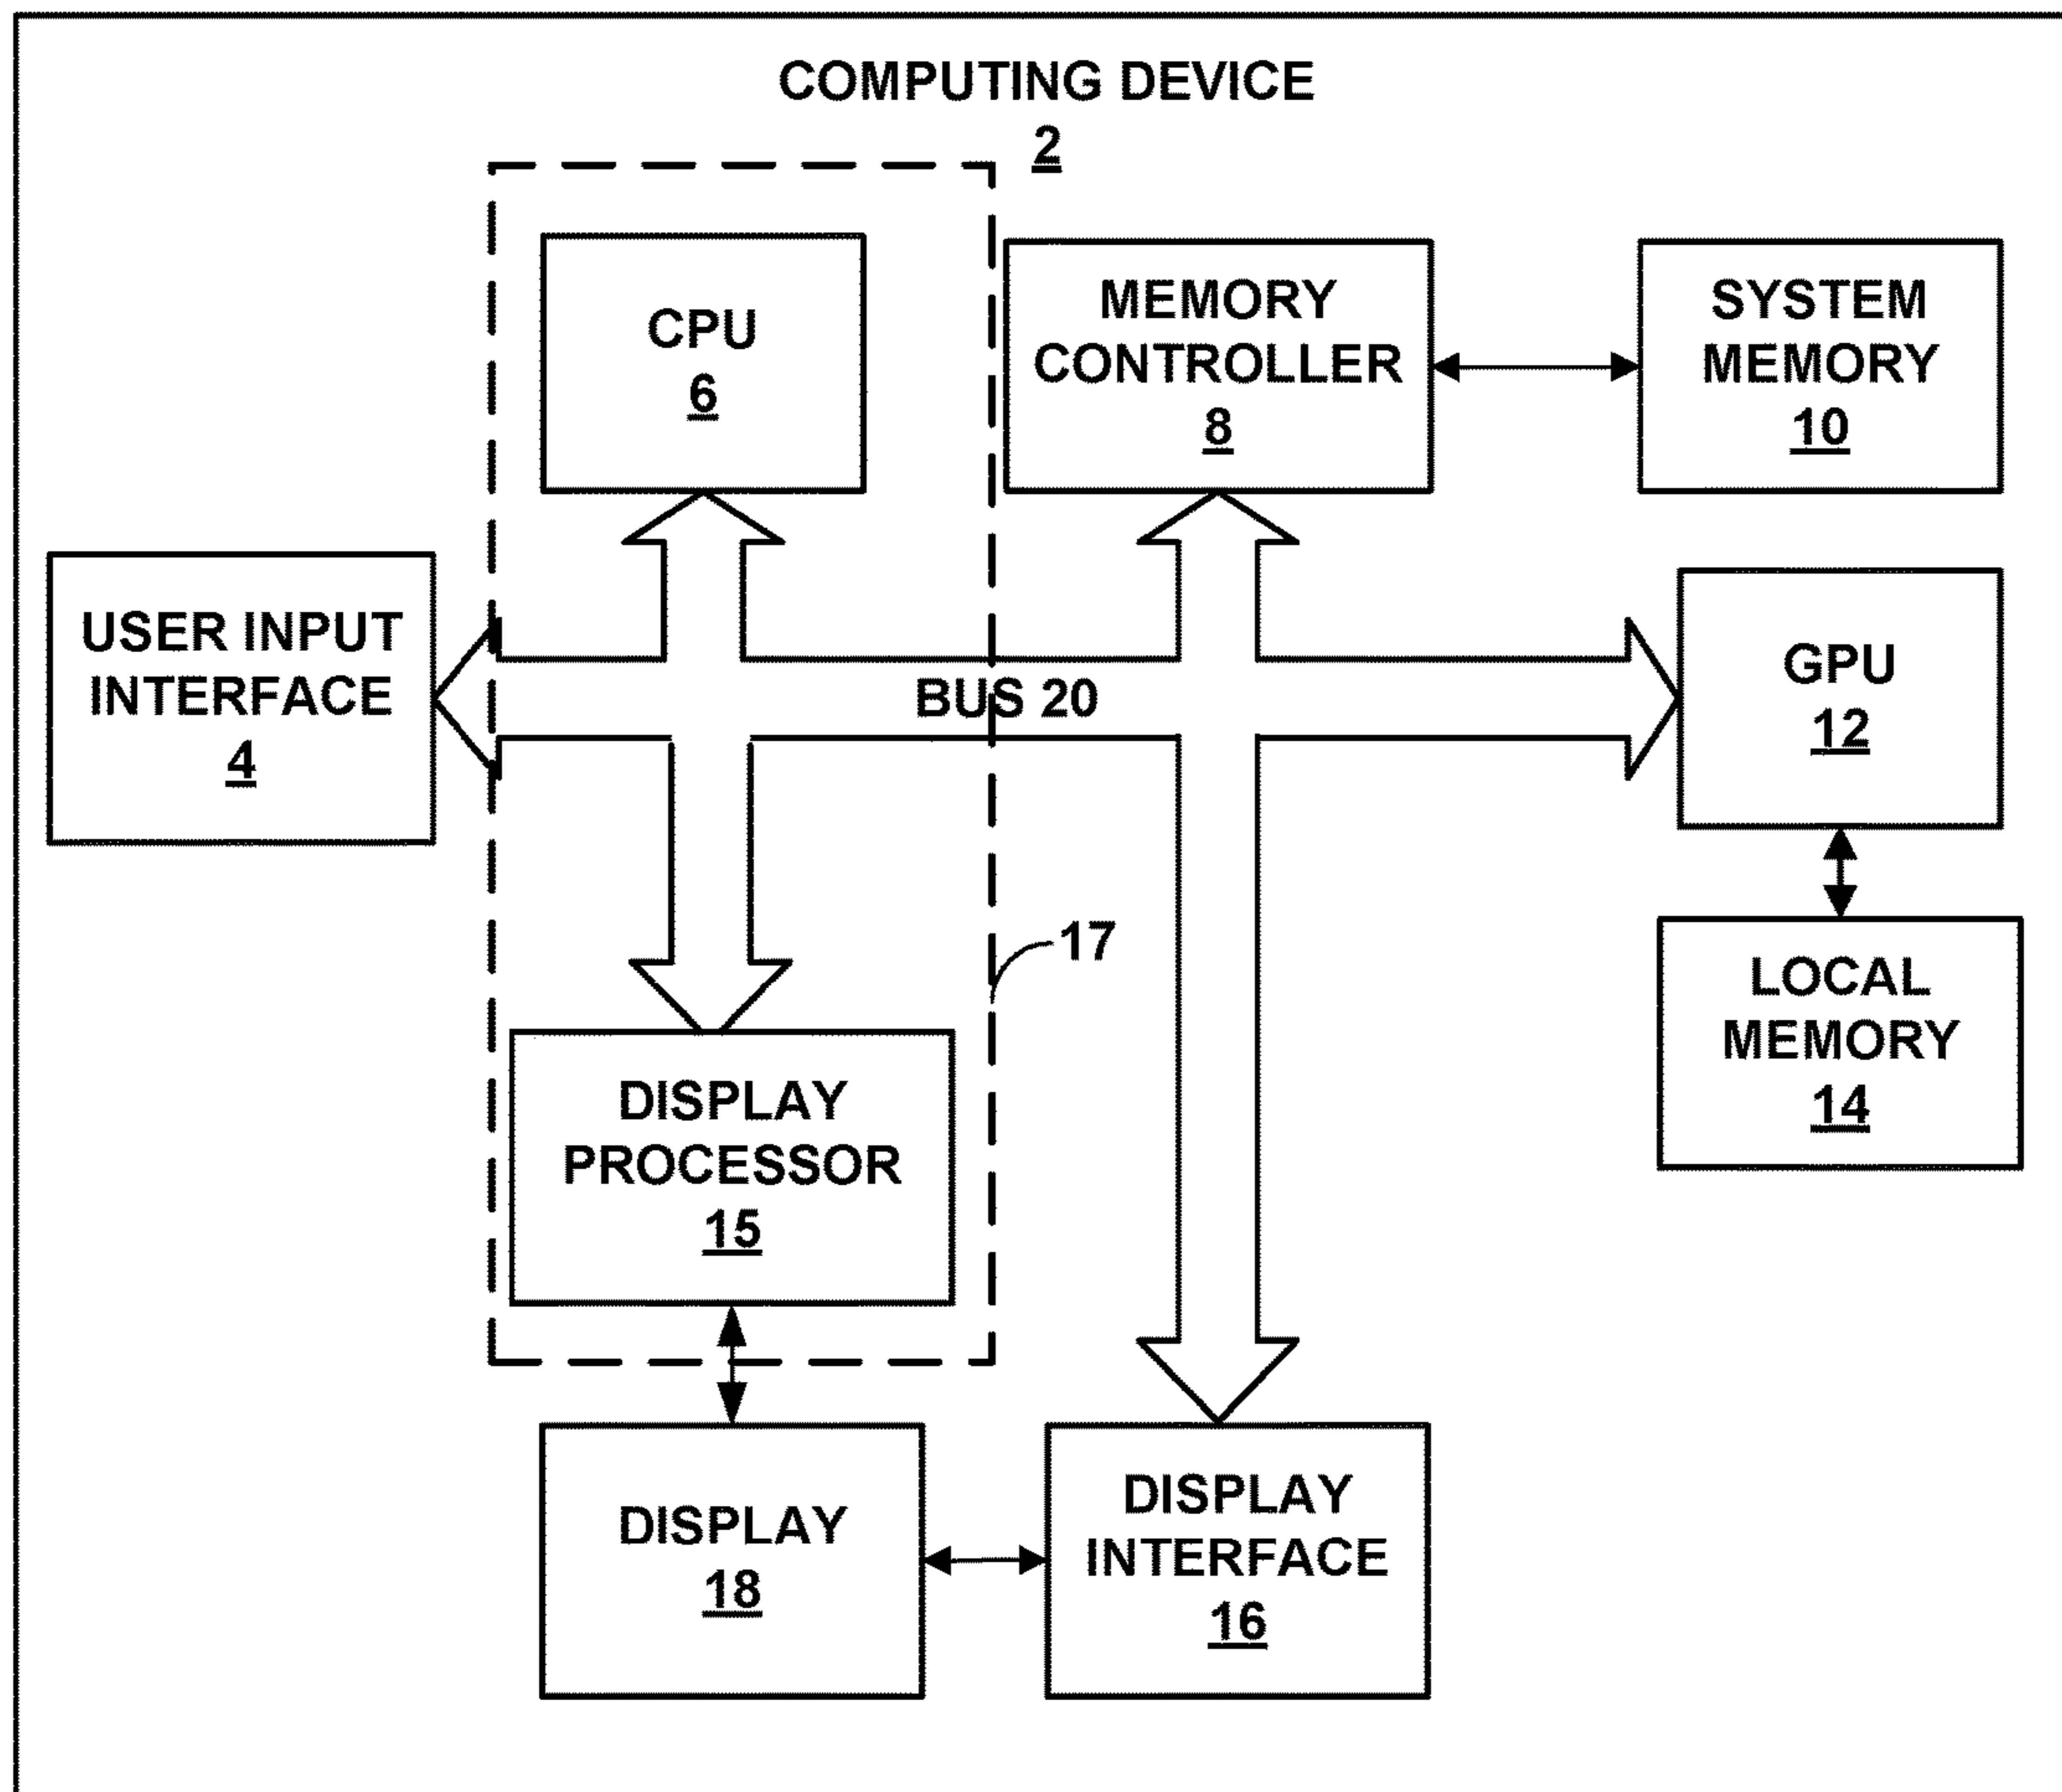 COMPUTING DEVICE
2
CPU
6
MEMORY
CONTROLLER
8
SYSTEM
MEMORY
10
USER INPUT
INTERFACE
4
BUS 20
GPU
12
17
LOCAL
MEMORY
14
DISPLAY
PROCESSOR
15
DISPLAY
18
DISPLAY
INTERFACE
16